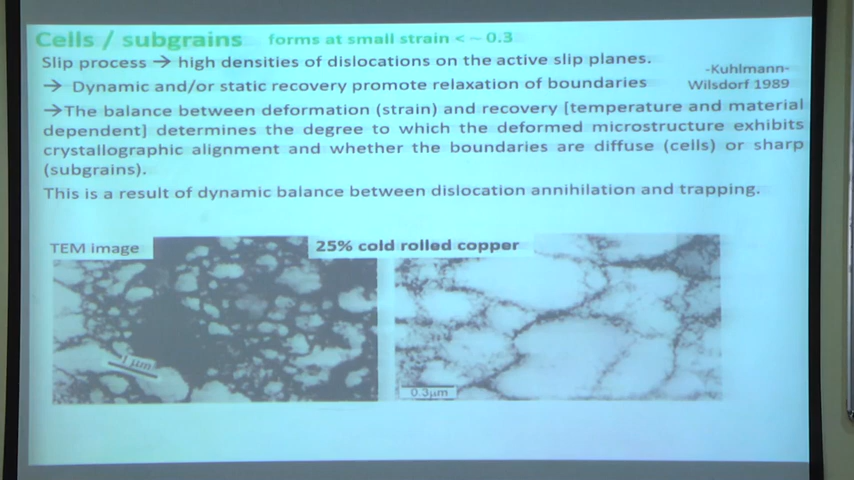 Cells / subgrains forms at small strain < ~ 0.3
Slip process → high densities of dislocations on the active slip planes.
→ Dynamic and/or static recovery promote relaxation of boundaries
-Kuhlmann-
Wilsdorf 1989
→The balance between deformation (strain) and recovery [temperature and material
dependent] determines the degree to which the deformed microstructure exhibits
crystallographic alignment and whether the boundaries are diffuse (cells) or sharp
(subgrains).
This is a result of dynamic balance between dislocation annihilation and trapping.
TEM image
25% cold rolled copper
1 μm
0.3μm